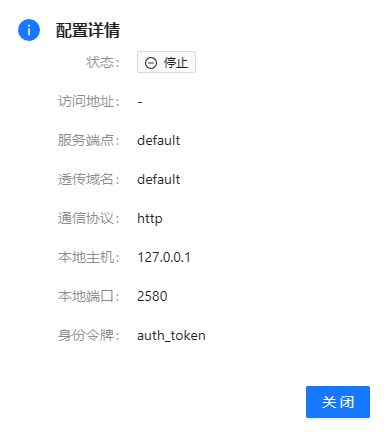 配置详情
状态： 停止
访问地址： -
服务端点： default
透传域名： default
通信协议： http
本地主机： 127.0.0.1
本地端口： 2580
身份令牌： auth_token
关 闭